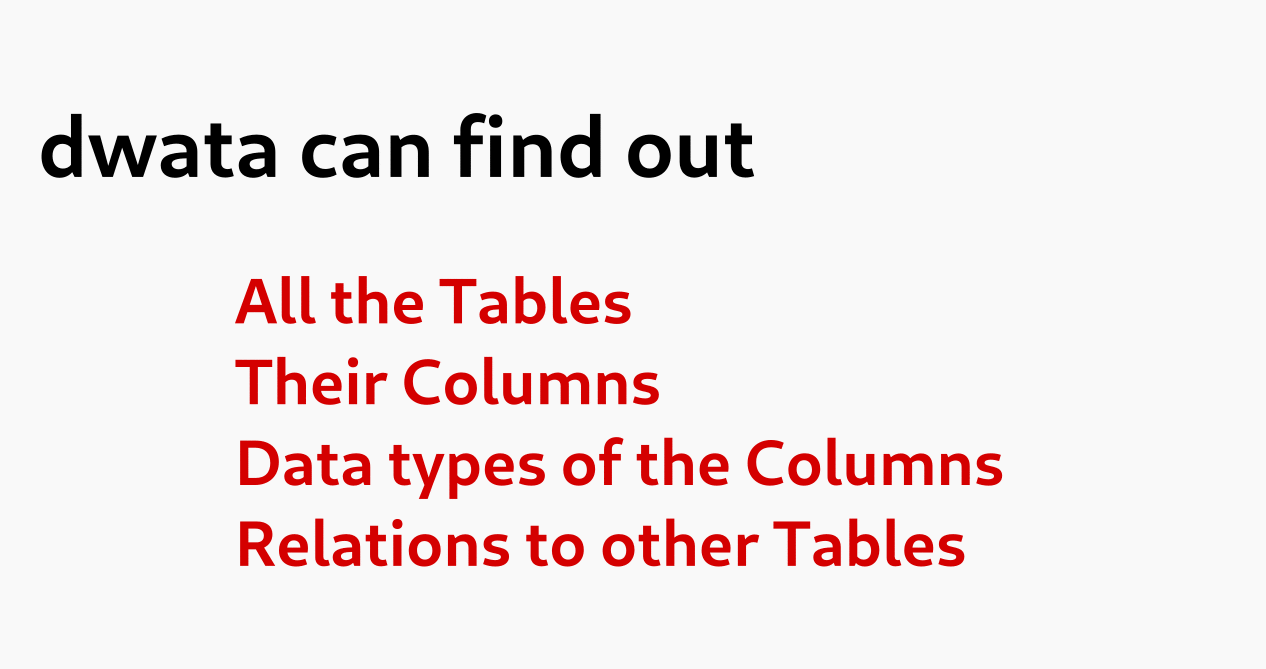 dwata can find out
All the Tables
Their Columns
Data types of the Columns
Relations to other Tables